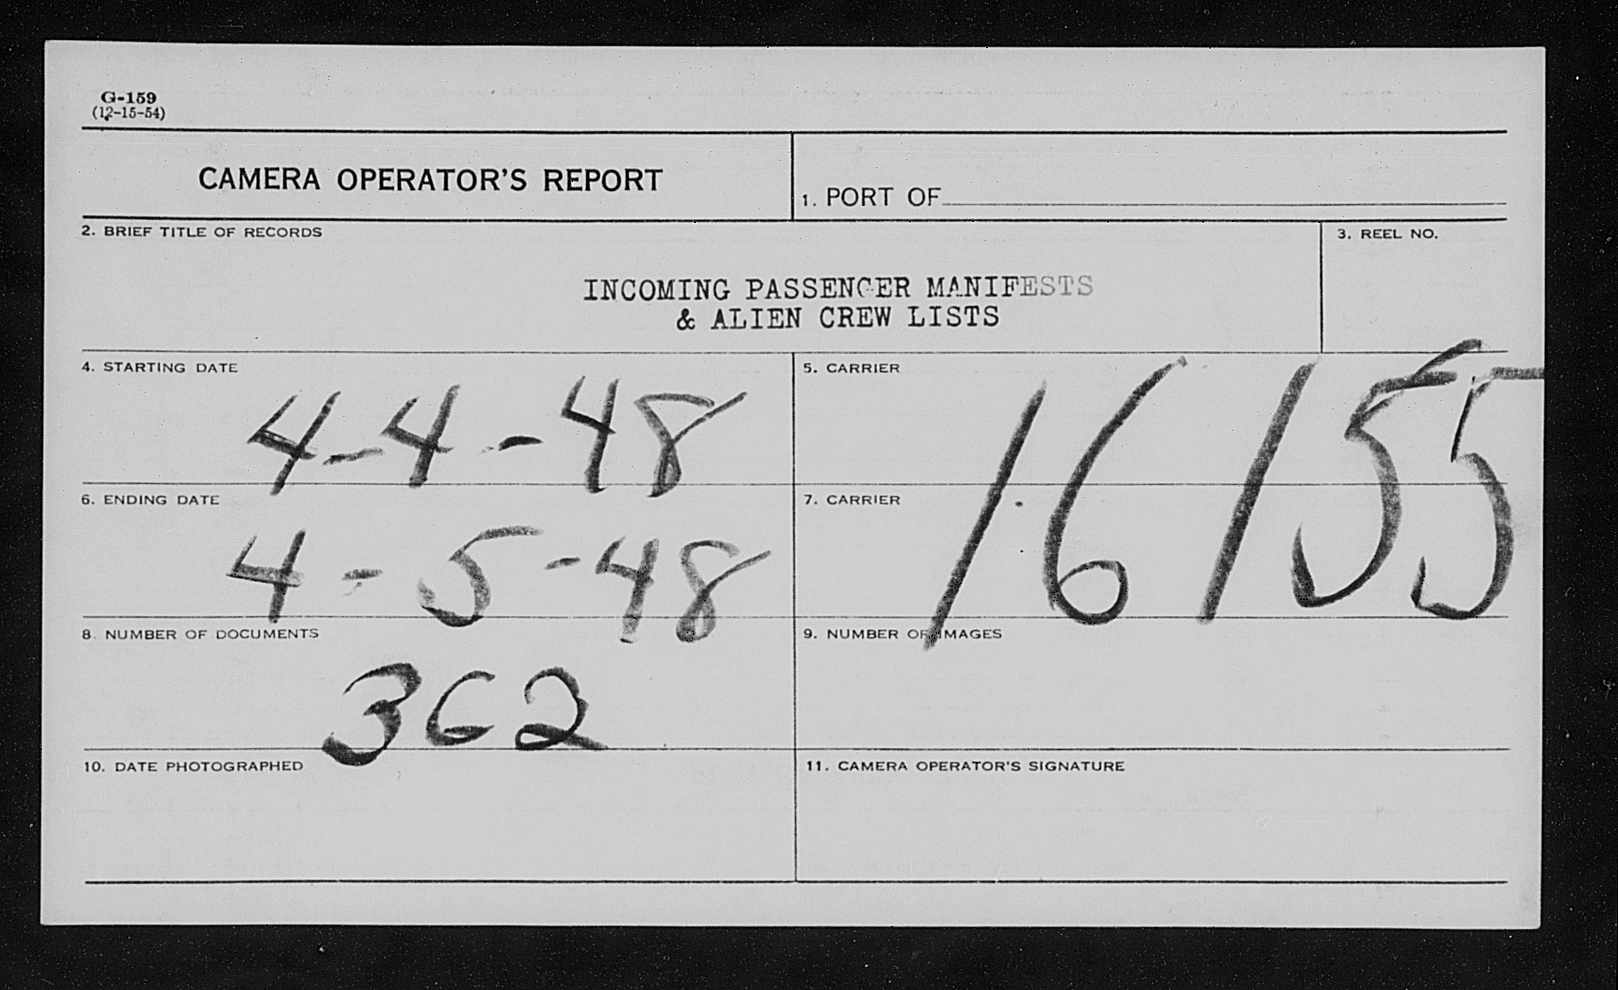 G-159
(12-15-54)
CAMERA OPERATOR'S REPORT
1. PORT OF
2. BRIEF TITLE OF RECORDS
3. REEL NO.
INCOMING PASSENGER MANIFESTS
& ALIEN CREW LISTS
4. STARTING DATE
4-4-48
5. CARRIER
16155
6. ENDING DATE
4-5-48
7. CARRIER
8. NUMBER OF DOCUMENTS
362
9. NUMBER OF IMAGES
10. DATE PHOTOGRAPHED
11. CAMERA OPERATOR'S SIGNATURE